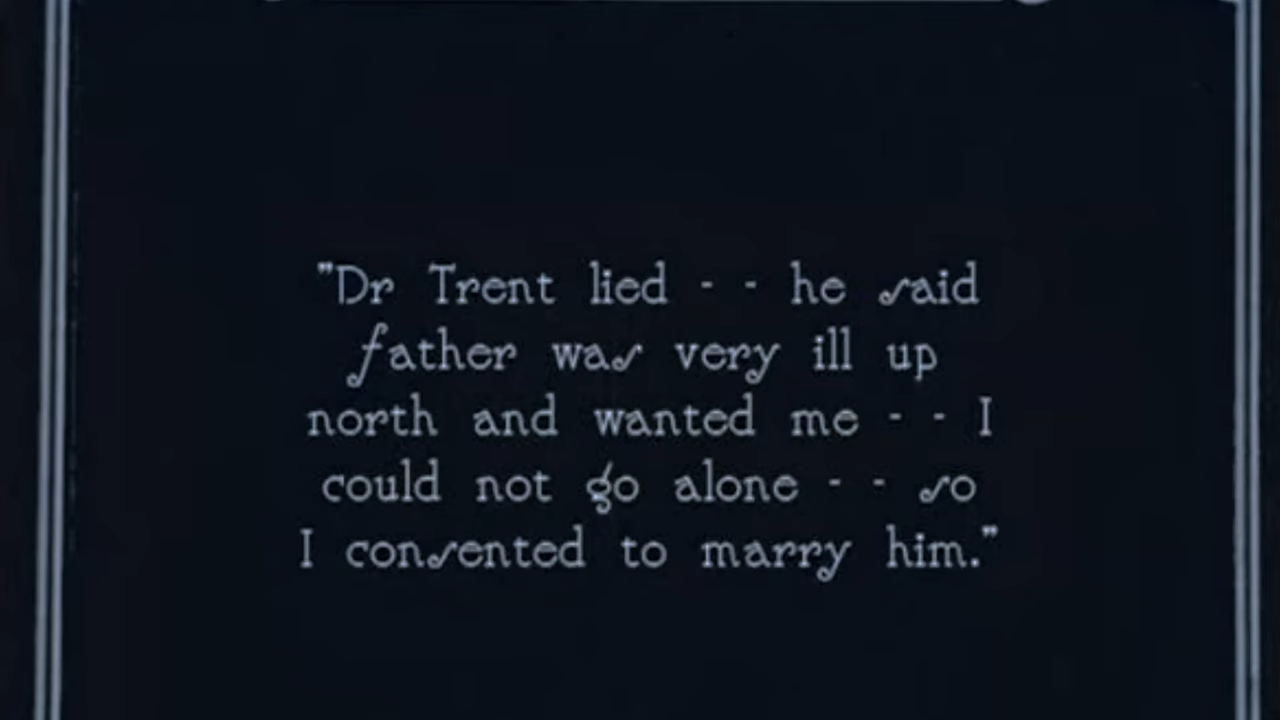 "Dr Trent lied - - he said
father was very ill up
north and wanted me - - I
could not go alone - - so
I consented to marry him."